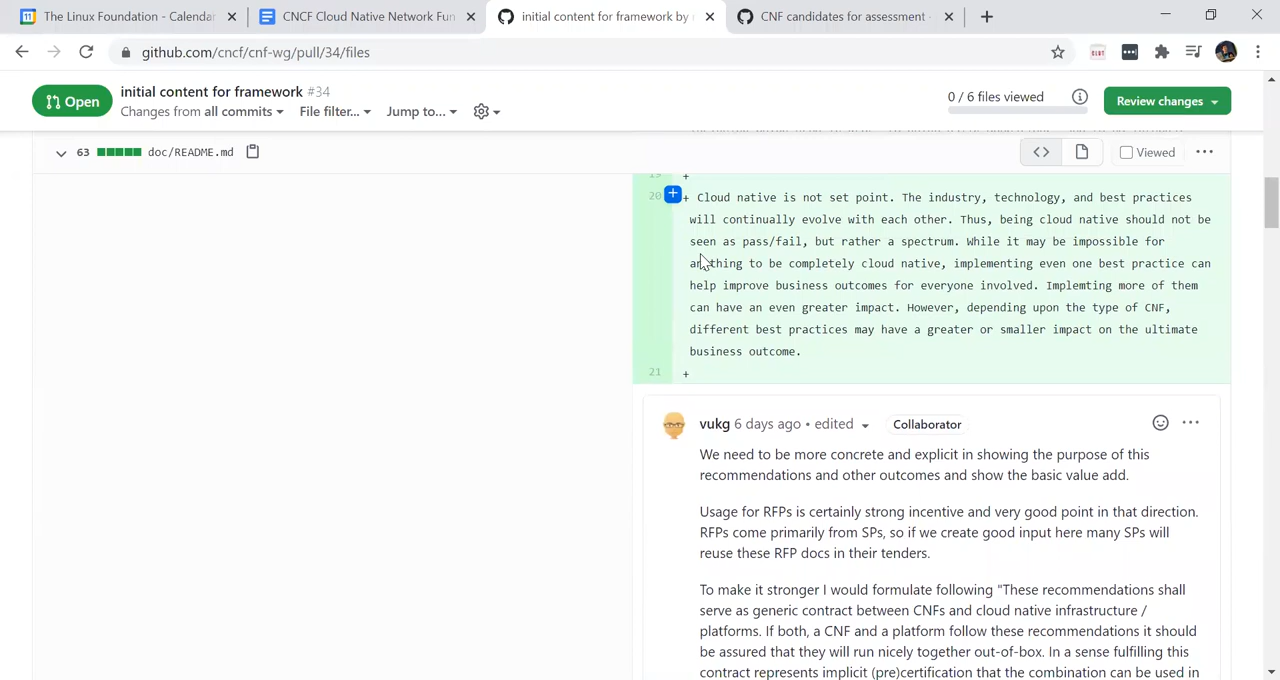 The Linux Foundation - Calenda
CNCF Cloud Native Network Fun
initial content for framework by
CNF candidates for assessment
github.com/cncf/cnf-wg/pull/34/files
Open
initial content for framework #34
Changes from all commits
File filter...
Jump to...
0 / 6 files viewed
Review changes
63
doc/README.md
Viewed
19 +
20 + Cloud native is not set point. The industry, technology, and best practices
will continually evolve with each other. Thus, being cloud native should not be
seen as pass/fail, but rather a spectrum. While it may be impossible for
anything to be completely cloud native, implementing even one best practice can
help improve business outcomes for everyone involved. Implemting more of them
can have an even greater impact. However, depending upon the type of CNF,
different best practices may have a greater or smaller impact on the ultimate
business outcome.
21 +
vukg 6 days ago • edited
Collaborator
We need to be more concrete and explicit in showing the purpose of this
recommendations and other outcomes and show the basic value add.
Usage for RFPs is certainly strong incentive and very good point in that direction.
RFPs come primarily from SPs, so if we create good input here many SPs will
reuse these RFP docs in their tenders.
To make it stronger I would formulate following "These recommendations shall
serve as generic contract between CNFs and cloud native infrastructure /
platforms. If both, a CNF and a platform follow these recommendations it should
be assured that they will run nicely together out-of-box. In a sense fulfilling this
contract represents implicit (pre)certification that the combination can be used in